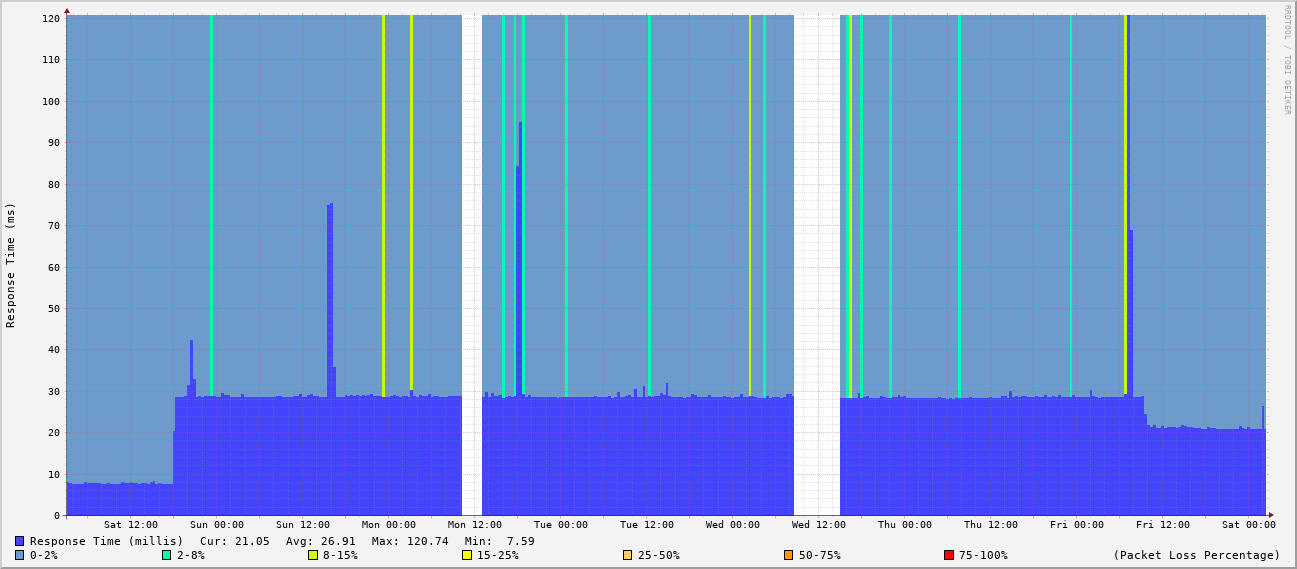 RRDTOOL / TOBI OETIKER
Response Time (ms)
120
110
100
90
80
70
60
50
40
30
20
10
0
Sat 12:00 Sun 00:00 Sun 12:00 Mon 00:00 Mon 12:00 Tue 00:00 Tue 12:00 Wed 00:00 Wed 12:00 Thu 00:00 Thu 12:00 Fri 00:00 Fri 12:00 Sat 00:00
Response Time (millis) Cur: 21.05 Avg: 26.91 Max: 120.74 Min: 7.59
0-2% 2-8% 8-15% 15-25% 25-50% 50-75% 75-100% (Packet Loss Percentage)